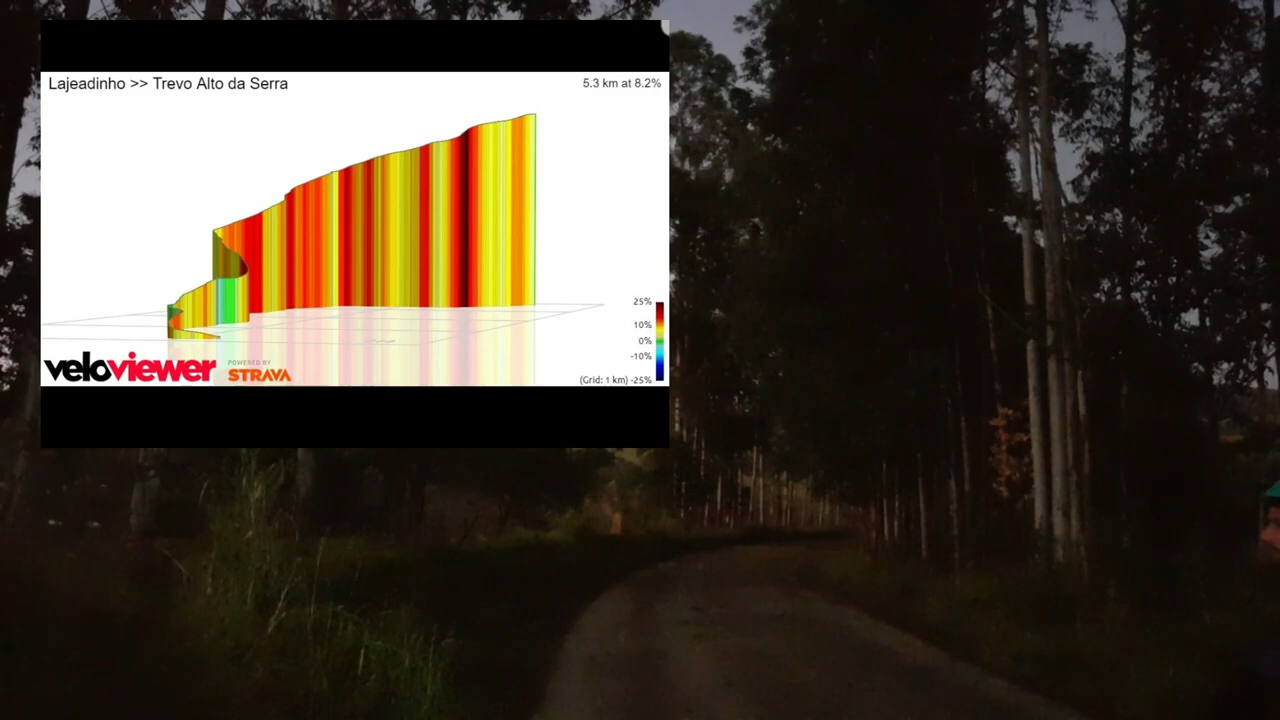 Lajeadinho >> Trevo Alto da Serra
5.3 km at 8.2%
25%
10%
0%
-10%
(Grid: 1 km) -25%
veloviewer
POWERED BY
STRAVA